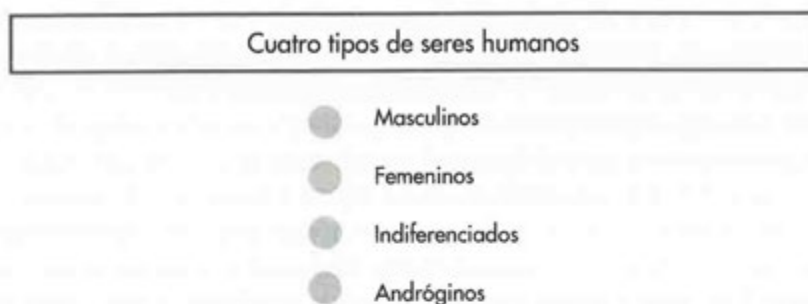 Cuatro tipos de seres humanos
Masculinos
Femeninos
Indiferenciados
Andróginos